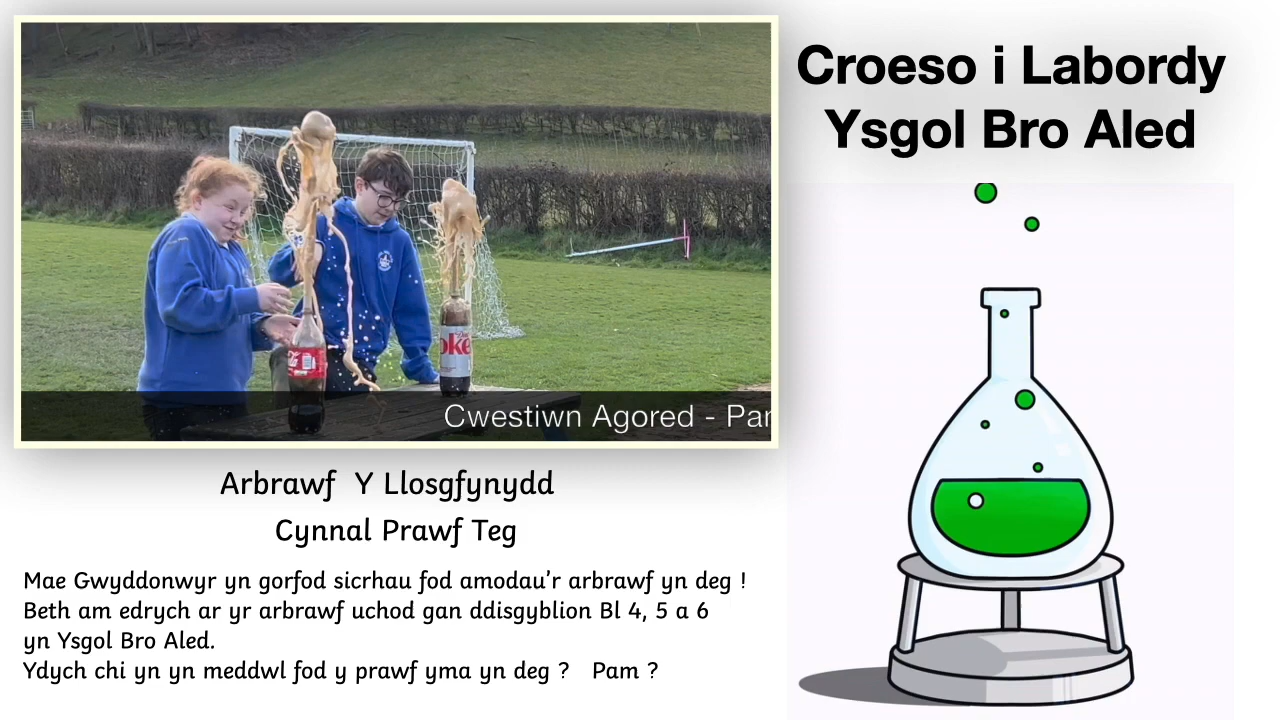 Croeso i Labordy
Ysgol Bro Aled
oke
Cwestiwn Agored - Pam
Arbrawf Y Llosgfynydd
Cynnal Prawf Teg
Mae Gwyddonwyr yn gorfod sicrhau fod amodau'r arbrawf yn deg !
Beth am edrych ar yr arbrawf uchod gan ddisgyblion Bl 4, 5 a 6
yn Ysgol Bro Aled.
Ydych chi yn yn meddwl fod y prawf yma yn deg ? Pam ?